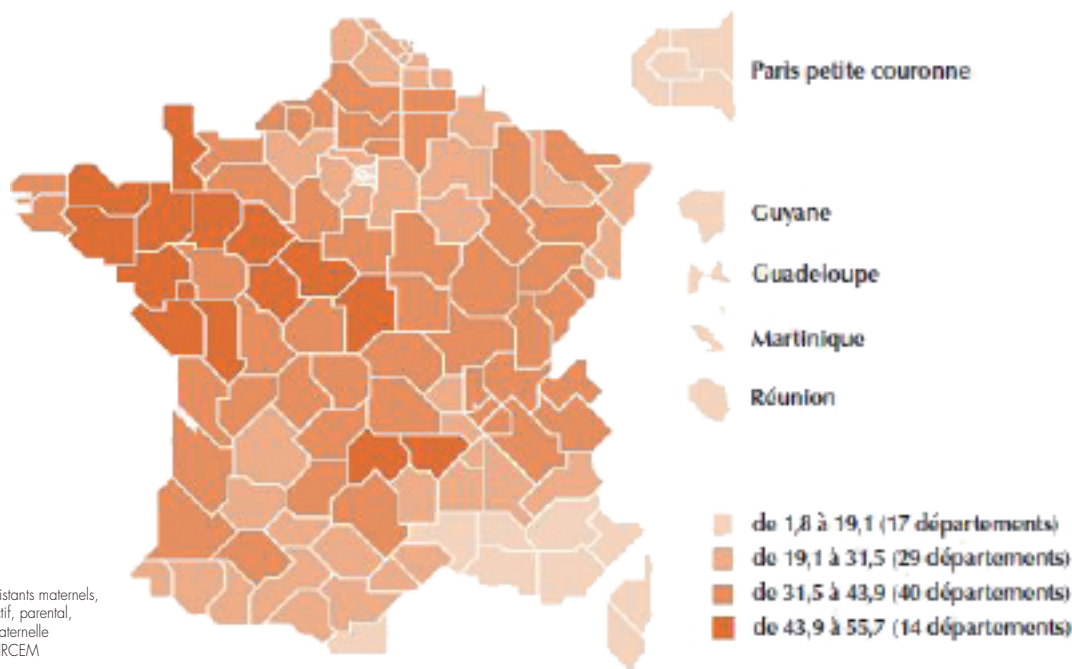 Paris petite couronne
Guyane
Guadeloupe
Martinique
Réunion
de 1,8 à 19,1 (17 départements)
de 19,1 à 31,5 (29 départements)
de 31,5 à 43,9 (40 départements)
de 43,9 à 55,7 (14 départements)
istants maternels,
tif, parental,
aternelle
IRCEM